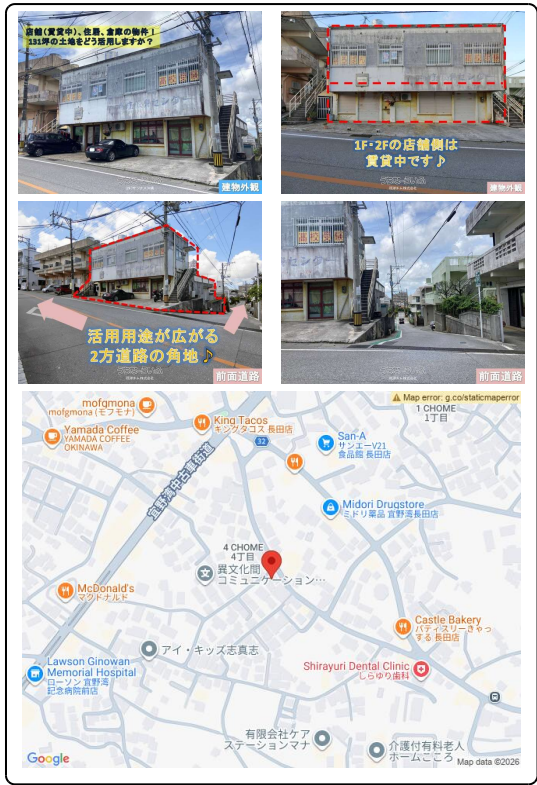 店舗(賃貸中)、住居、倉庫の物件!
131坪の土地をどう活用しますか?
建物外観
1F・2Fの店舗側は
賃貸中です♪
建物外観
活用用途が広がる
2方道路の角地♪
前面道路
前面道路
Map error: g.co/staticmaperror
1 CHOME
1丁目
mofgmona
mofgmona (モフモナ)
Yamada Coffee
YAMADA COFFEE
OKINAWA
King Tacos
キングタコス 長田店
32
San-A
サンエーV21
食品館 長田店
宜野湾中古車街道
Midori Drugstore
ミドリ薬品 宜野湾長田店
4 CHOME
4丁目
異文化間
コミュニケーション…
McDonald's
マクドナルド
Castle Bakery
パティスリーきゃっ
する 長田店
アイ・キッズ志真志
Lawson Ginowan
Memorial Hospital
ローソン 宜野湾
記念病院前店
Shirayuri Dental Clinic
しらゆり歯科
有限会社ケア
ステーションマナ
介護付有料老人
ホームこころ
Google
Map data ©2026